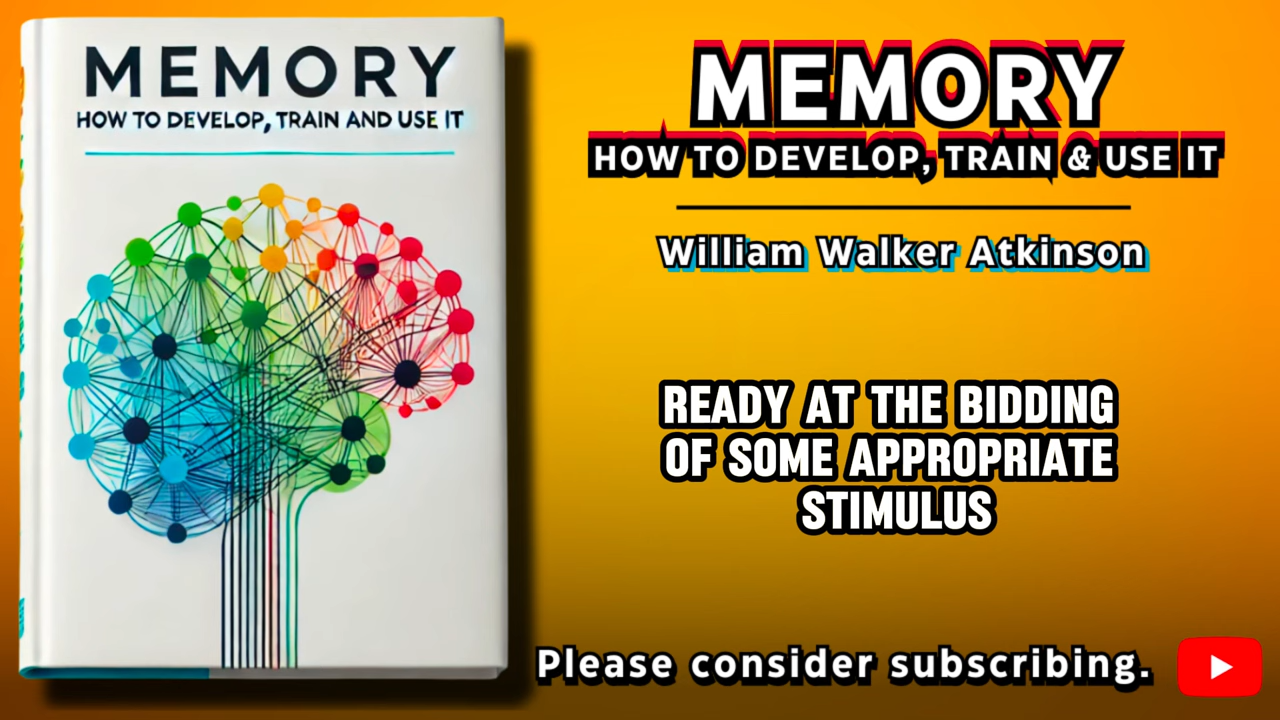 MEMORY
HOW TO DEVELOP, TRAIN AND USE IT
MEMORY
HOW TO DEVELOP, TRAIN & USE IT
William Walker Atkinson
READY AT THE BIDDING
OF SOME APPROPRIATE
STIMULUS
Please consider subscribing.